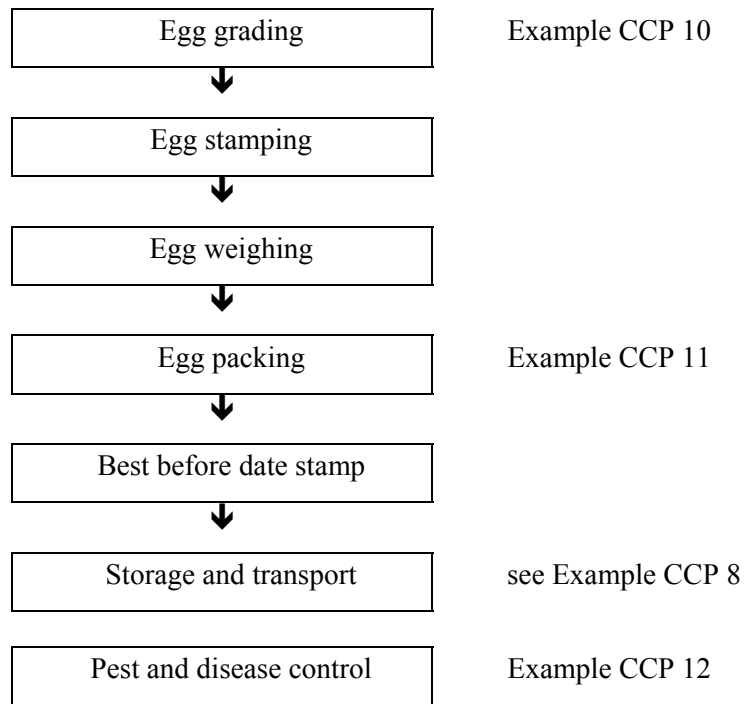 Egg grading Example CCP 10
Egg stamping
Egg weighing
Egg packing Example CCP 11
Best before date stamp
Storage and transport see Example CCP 8
Pest and disease control Example CCP 12